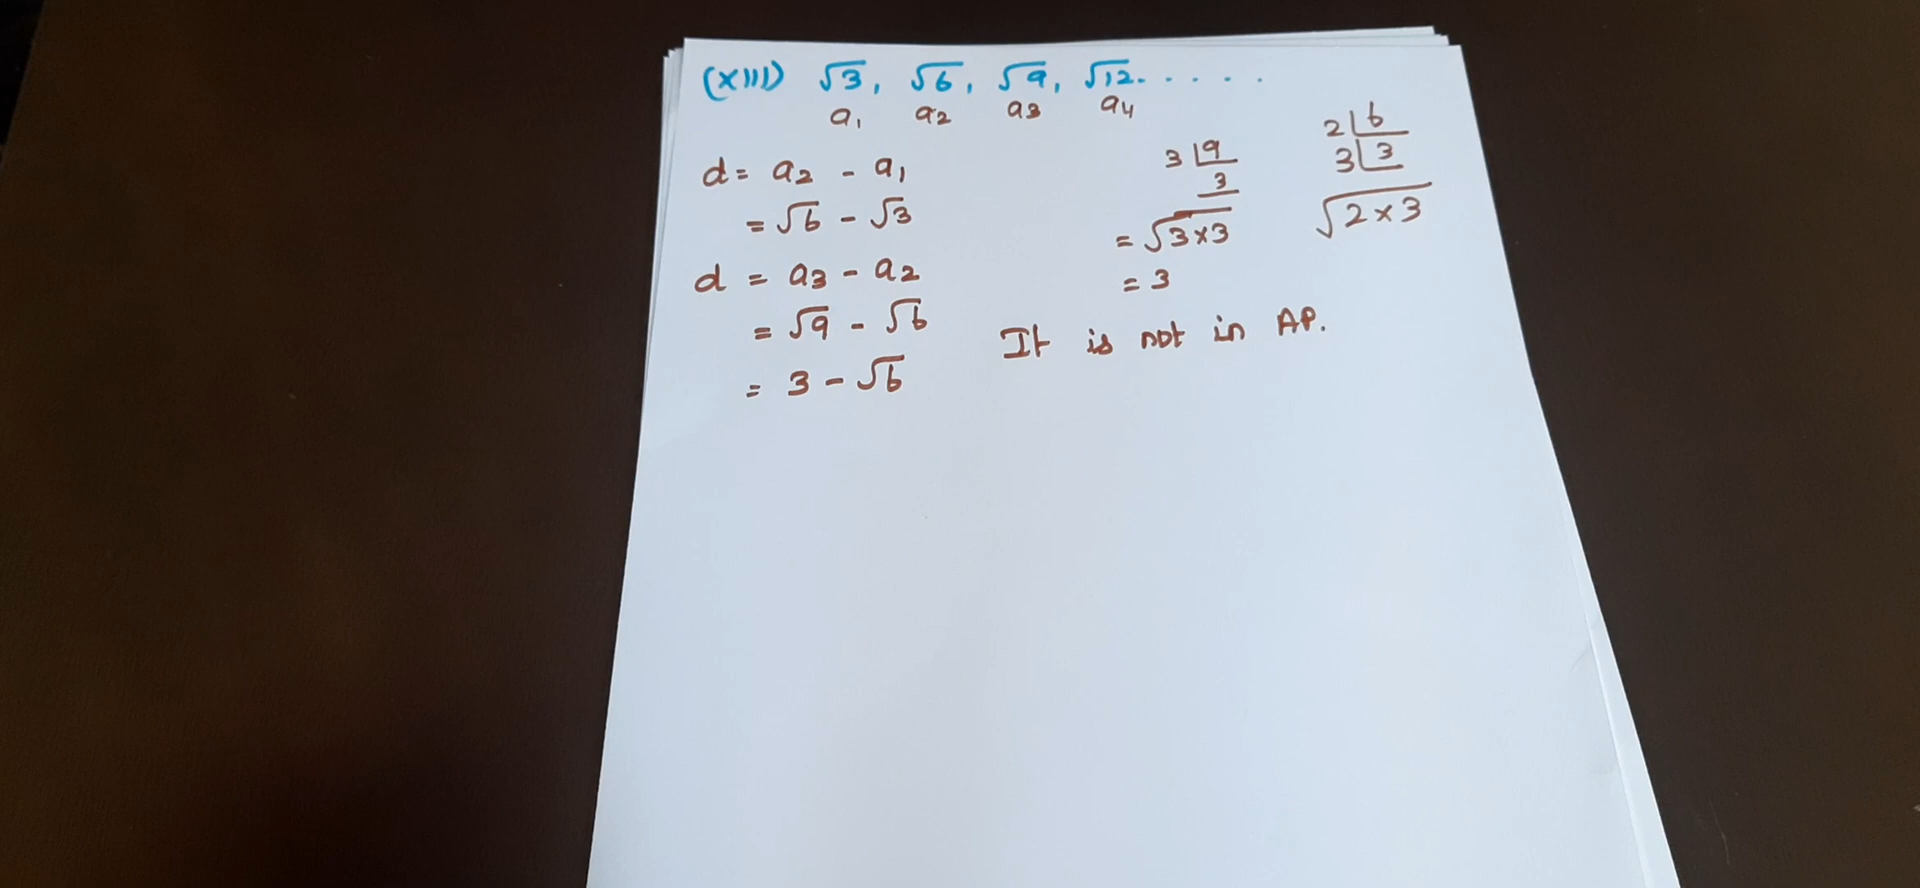 (XIII) √3, √6, √9, √12. . . . .
a₁ a₂ a₃ a₄
d = a₂ - a₁
= √6 - √3
d = a₃ - a₂
= √9 - √6
= 3 - √6
3 | 9
3
= √3×3
= 3
2 | 6
3 | 3
√2×3
It is not in AP.